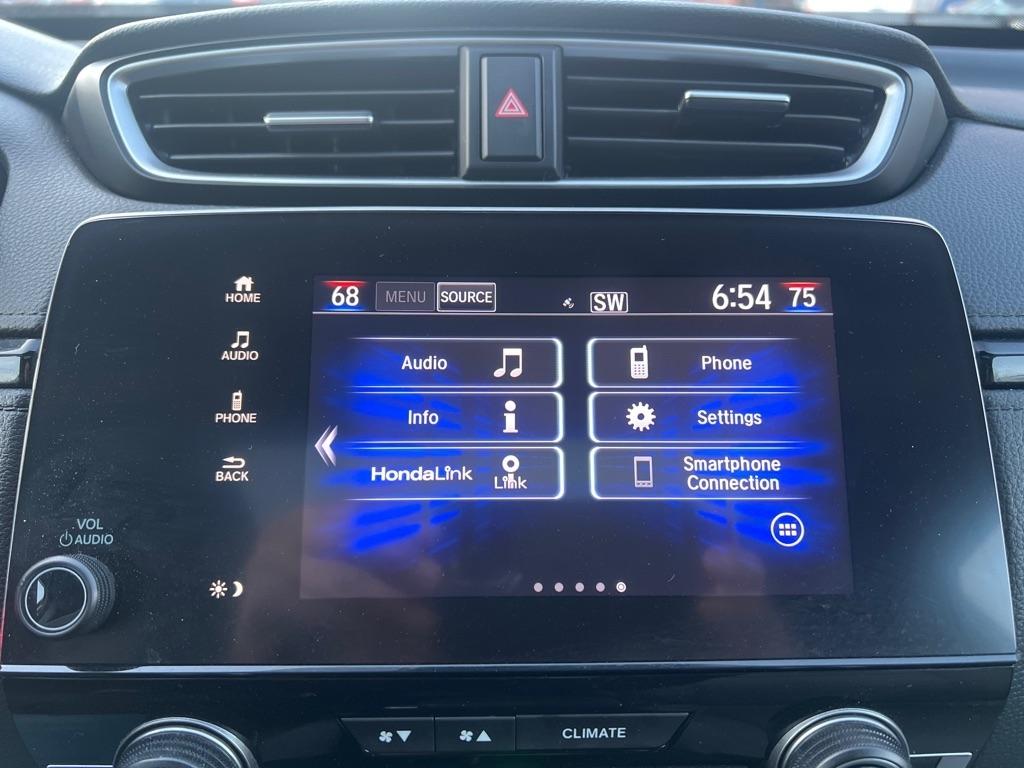 HOME
AUDIO
PHONE
BACK
VOL
AUDIO
68 MENU SOURCE SW 6:54 75
Audio Phone
Info Settings
HondaLink Link Smartphone
Connection
CLIMATE